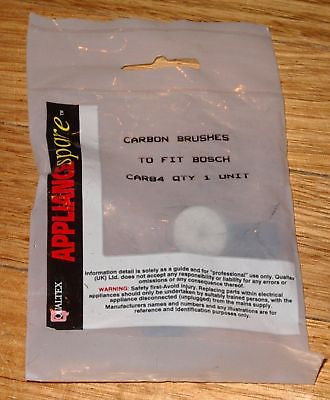 CARBON BRUSHES
TO FIT BOSCH
CAR84 QTY 1 UNIT
APPLIANCE spare™
QUALTEX
Information detail is solely as a guide and for "professional" use only. Qualtex
(UK) Ltd. does not accept any responsibility or liability for any errors or
omissions or any consequence thereof.
WARNING: Safety first-Avoid Injury. Replacing parts within electrical
appliances should only be undertaken by suitably trained persons, with the
appliance disconnected (unplugged) from the mains supply.
Manufacturers names and numbers and any illustrations are for
reference and Identification purposes only.